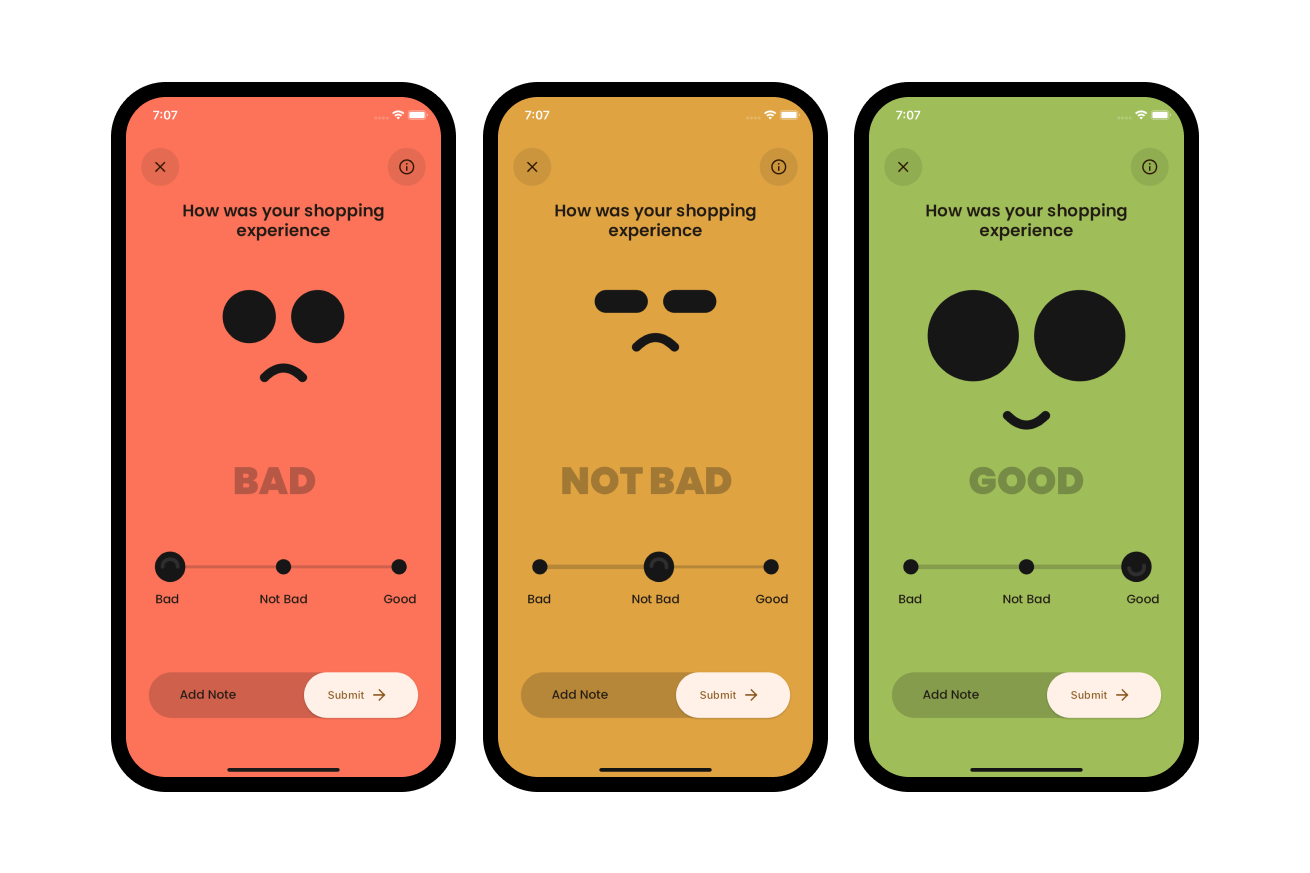 7:07
How was your shopping
experience
BAD
Bad Not Bad Good
Add Note Submit
7:07
How was your shopping
experience
NOT BAD
Bad Not Bad Good
Add Note Submit
7:07
How was your shopping
experience
GOOD
Bad Not Bad Good
Add Note Submit